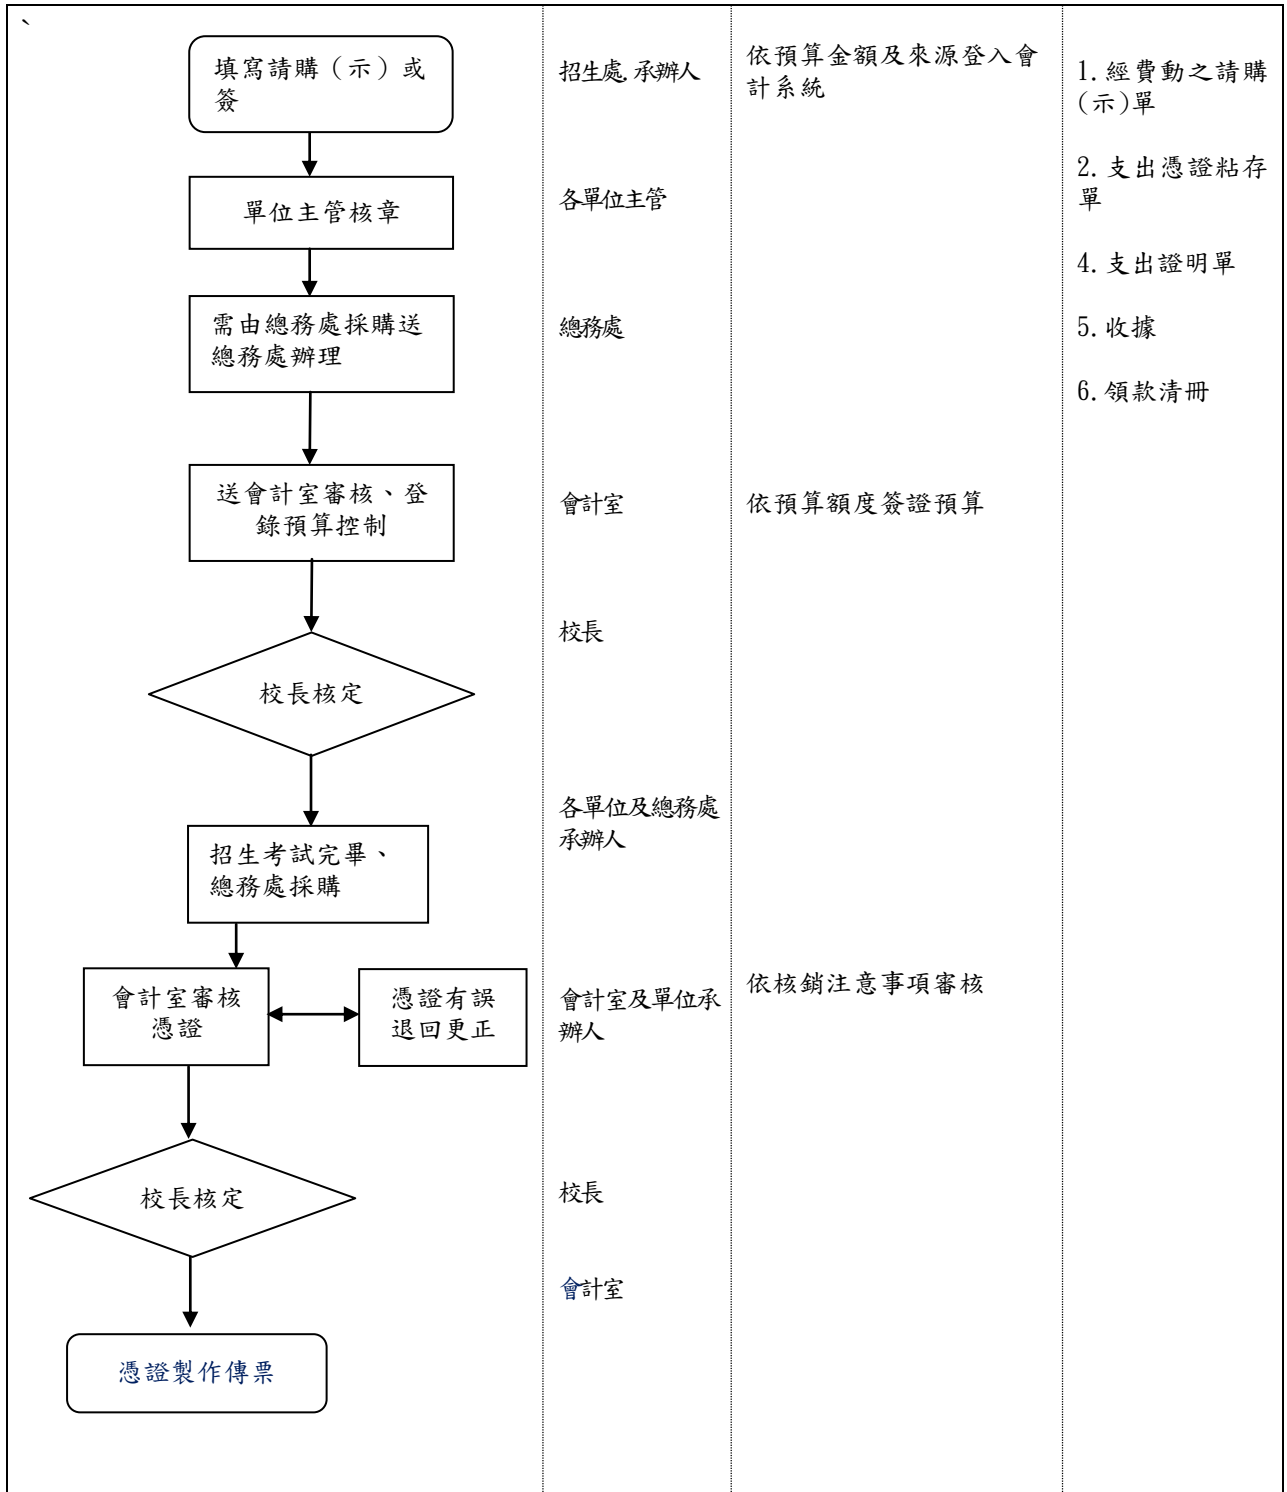 、
填寫請購（示）或
簽
單位主管核章
需由總務處採購送
總務處辦理
送會計室審核、登
錄預算控制
校長核定
招生考試完畢、
總務處採購
會計室審核
憑證
憑證有誤
退回更正
校長核定
憑證製作傳票
招生處.承辦人
各單位主管
總務處
會計室
校長
各單位及總務處
承辦人
會計室及單位承
辦人
校長
會計室
依預算金額及來源登入會
計系統
依預算額度簽證預算
依核銷注意事項審核
1.經費動之請購
(示)單
2.支出憑證粘存
單
4.支出證明單
5.收據
6.領款清冊